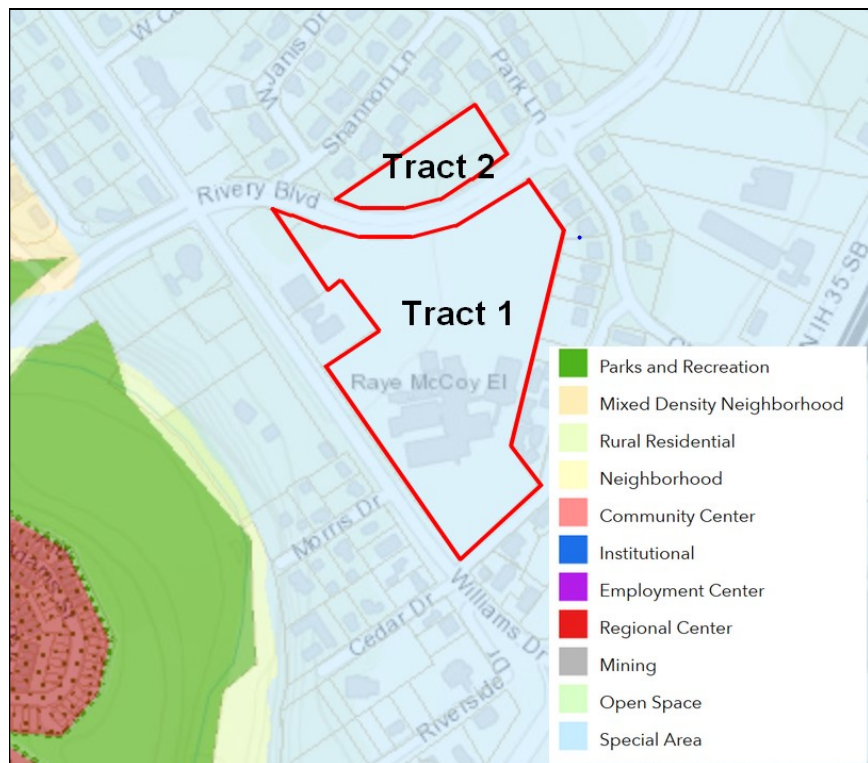 W Janis Dr
Shannon Ln
Park Ln
Tract 2
Rivery Blvd
Tract 1
Raye McCoy El
N IH 35 SB
Morris Dr
Cedar Dr
Williams Dr
Riverside
Dr
Parks and Recreation
Mixed Density Neighborhood
Rural Residential
Neighborhood
Community Center
Institutional
Employment Center
Regional Center
Mining
Open Space
Special Area